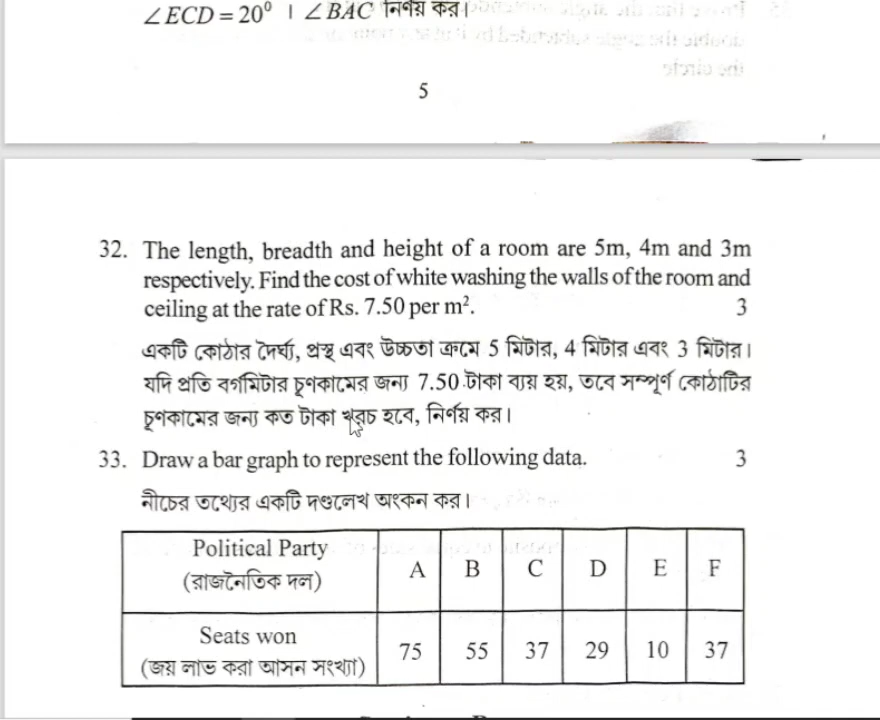 ∠ECD = 20⁰ । ∠BAC নির্ণয় কর।
5
32. The length, breadth and height of a room are 5m, 4m and 3m
respectively. Find the cost of white washing the walls of the room and
ceiling at the rate of Rs. 7.50 per m². 3
একটি কোঠার দৈর্ঘ্য, প্রস্থ এবং উচ্চতা ক্রমে 5 মিটার, 4 মিটার এবং 3 মিটার।
যদি প্রতি বর্গমিটার চুণকামের জন্য 7.50 টাকা ব্যয় হয়, তবে সম্পূর্ণ কোঠাটির
চুণকামের জন্য কত টাকা খরচ হবে, নির্ণয় কর।
33. Draw a bar graph to represent the following data. 3
নীচের তথ্যের একটি দণ্ডলেখ অংকন কর।
Political Party
(রাজনৈতিক দল)
A B C D E F
Seats won
(জয় লাভ করা আসন সংখ্যা)
75 55 37 29 10 37